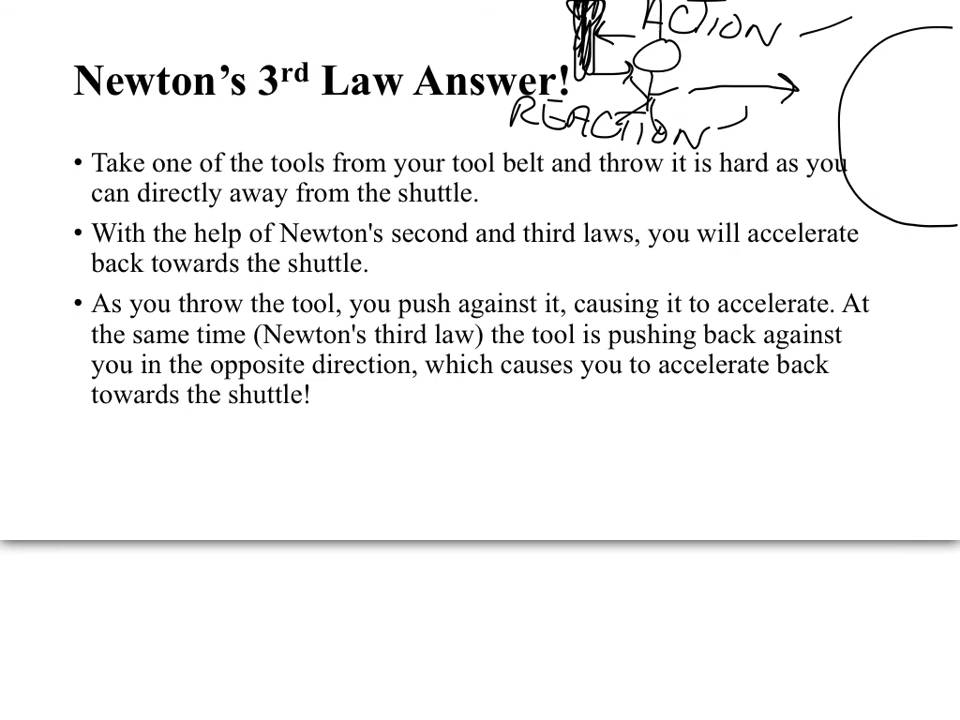 ACTION
Newton's 3rd Law Answer!
REACTION
• Take one of the tools from your tool belt and throw it is hard as you
can directly away from the shuttle.
• With the help of Newton's second and third laws, you will accelerate
back towards the shuttle.
• As you throw the tool, you push against it, causing it to accelerate. At
the same time (Newton's third law) the tool is pushing back against
you in the opposite direction, which causes you to accelerate back
towards the shuttle!